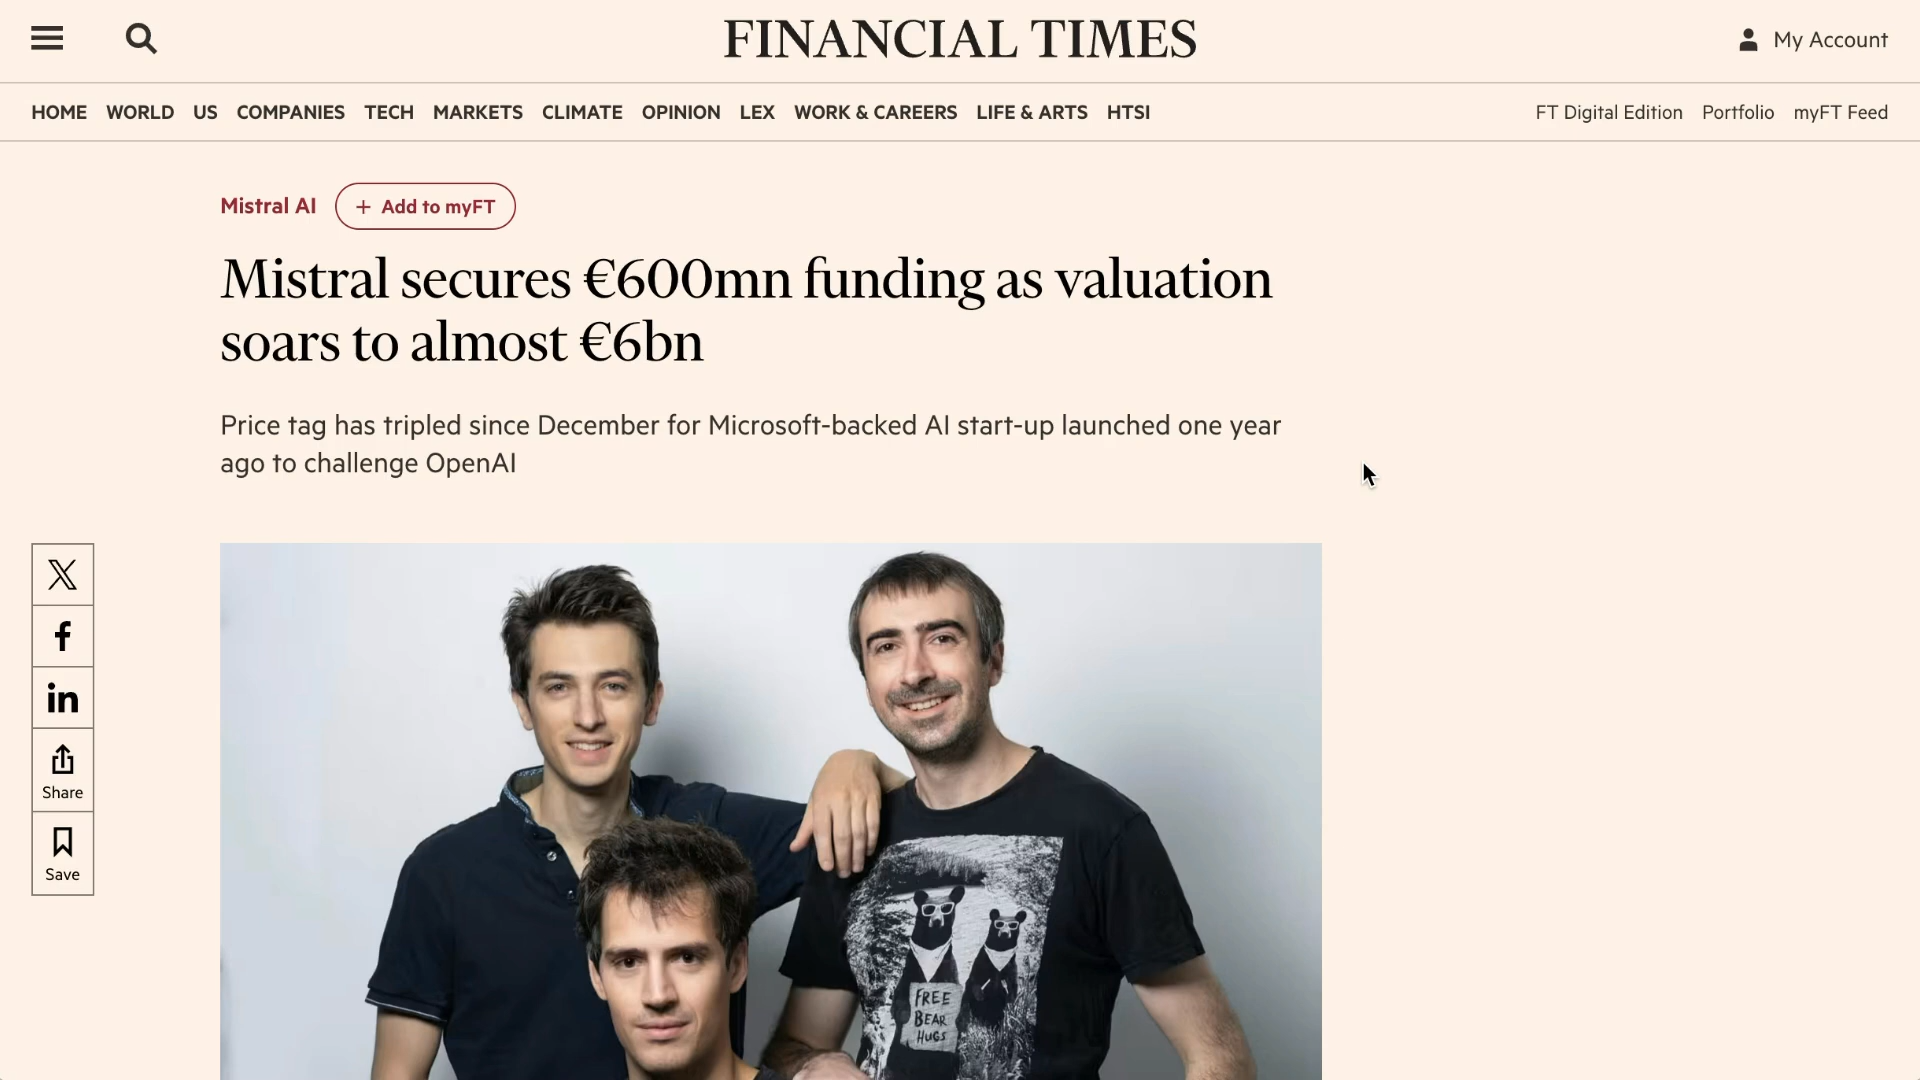 FINANCIAL TIMES
My Account
HOME WORLD US COMPANIES TECH MARKETS CLIMATE OPINION LEX WORK & CAREERS LIFE & ARTS HTSI
FT Digital Edition Portfolio myFT Feed
Mistral AI + Add to myFT
Mistral secures €600mn funding as valuation
soars to almost €6bn
Price tag has tripled since December for Microsoft-backed AI start-up launched one year
ago to challenge OpenAI
Share
Save
FREE
BEAR
HUGS